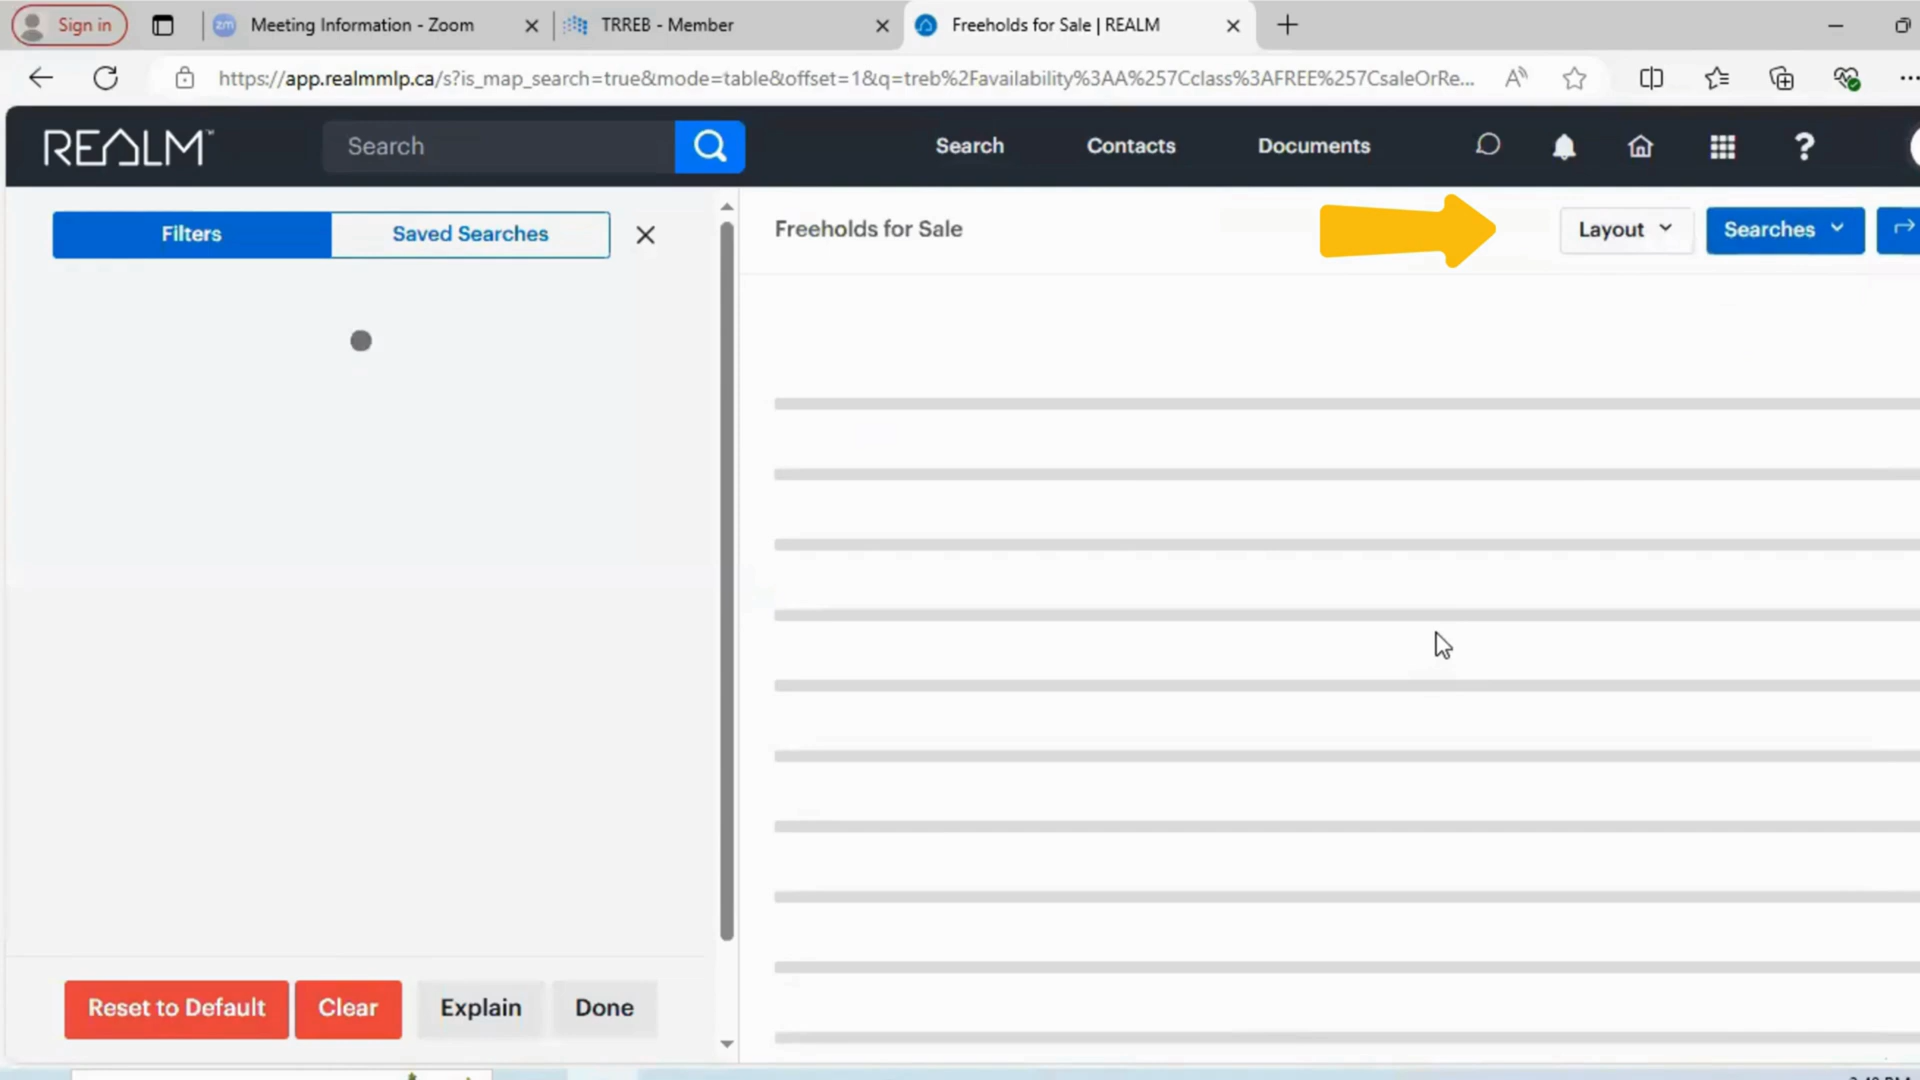 Sign in
Meeting Information - Zoom
TRREB - Member
Freeholds for Sale | REALM
https://app.realmmlp.ca/s?is_map_search=true&mode=table&offset=1&q=treb%2Favailability%3AA%257Cclass%3AFREE%257CsaleOrRe...
REALM
Search
Search
Contacts
Documents
Filters
Saved Searches
Freeholds for Sale
Layout
Searches
Reset to Default
Clear
Explain
Done